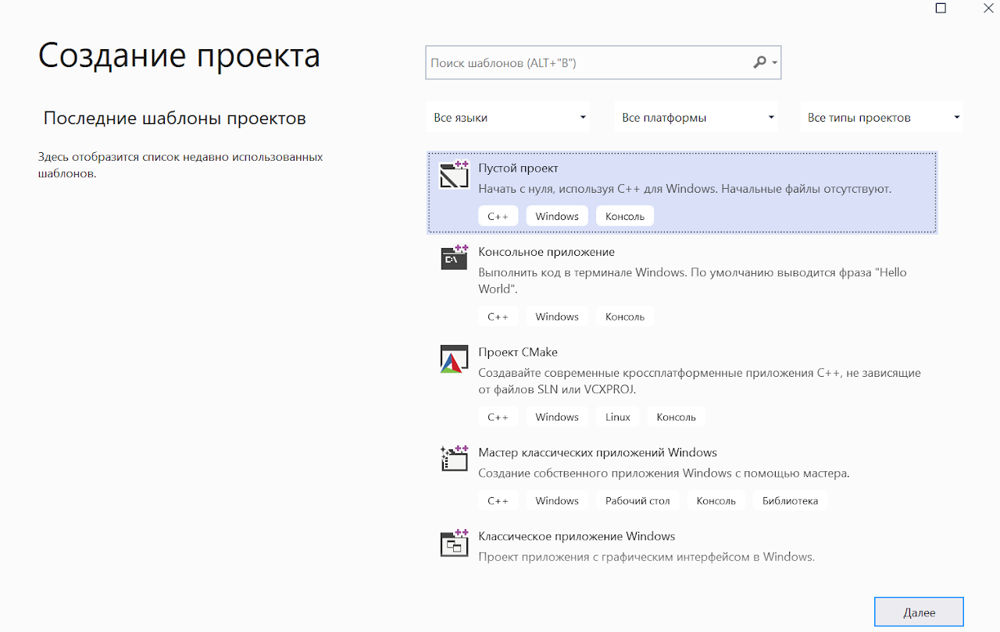 Создание проекта
Последние шаблоны проектов
Здесь отобразится список недавно использованных
шаблонов.
Поиск шаблонов (ALT+"B")
Все языки
Все платформы
Все типы проектов
Пустой проект
Начать с нуля, используя C++ для Windows. Начальные файлы отсутствуют.
C++ Windows Консоль
Консольное приложение
Выполнить код в терминале Windows. По умолчанию выводится фраза "Hello
World".
C++ Windows Консоль
Проект CMake
Создавайте современные кроссплатформенные приложения C++, не зависящие
от файлов SLN или VCXPROJ.
C++ Windows Linux Консоль
Мастер классических приложений Windows
Создание собственного приложения Windows с помощью мастера.
C++ Windows Рабочий стол Консоль Библиотека
Классическое приложение Windows
Проект приложения с графическим интерфейсом в Windows.
Далее